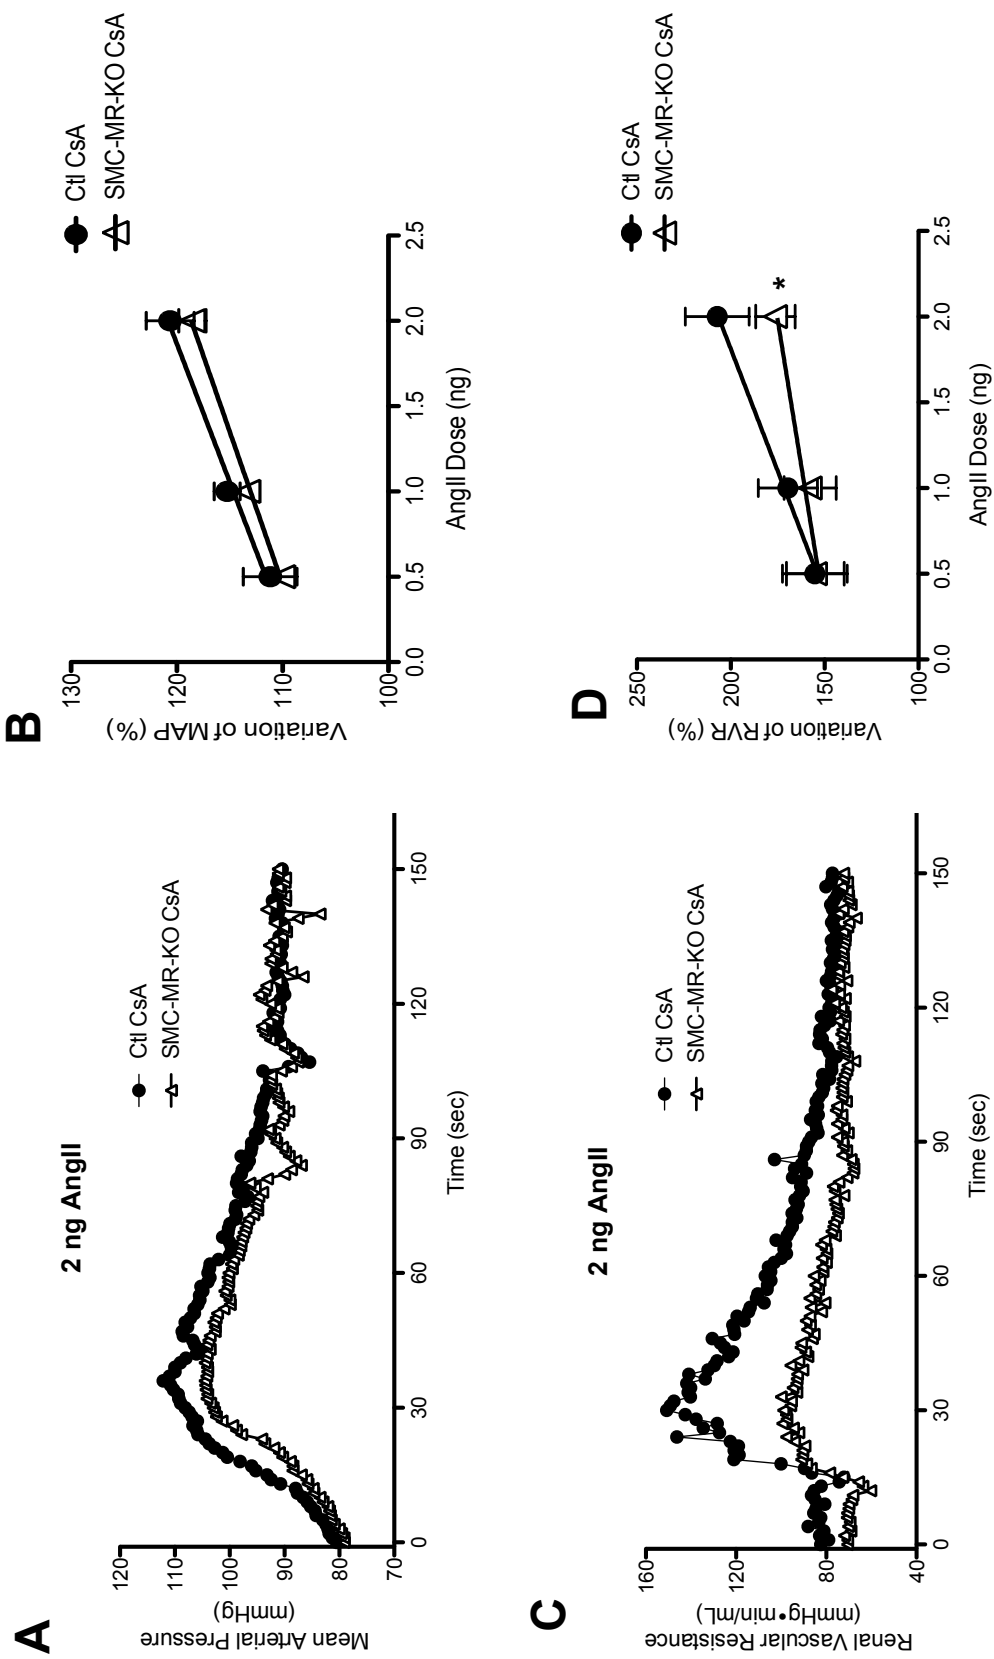 A
2 ng AngII
Ctl CsA
SMC-MR-KO CsA
Mean Arterial Pressure
(mmHg)
120
110
100
90
80
70
0
30
60
90
120
150
Time (sec)
B
Ctl CsA
SMC-MR-KO CsA
Variation of MAP (%)
130
120
110
100
0.0
0.5
1.0
1.5
2.0
2.5
AngII Dose (ng)
C
2 ng AngII
Ctl CsA
SMC-MR-KO CsA
Renal Vascular Resistance
(mmHg•min/mL)
160
120
80
40
0
30
60
90
120
150
Time (sec)
D
Ctl CsA
SMC-MR-KO CsA
Variation of RVR (%)
250
200
150
100
*
0.0
0.5
1.0
1.5
2.0
2.5
AngII Dose (ng)